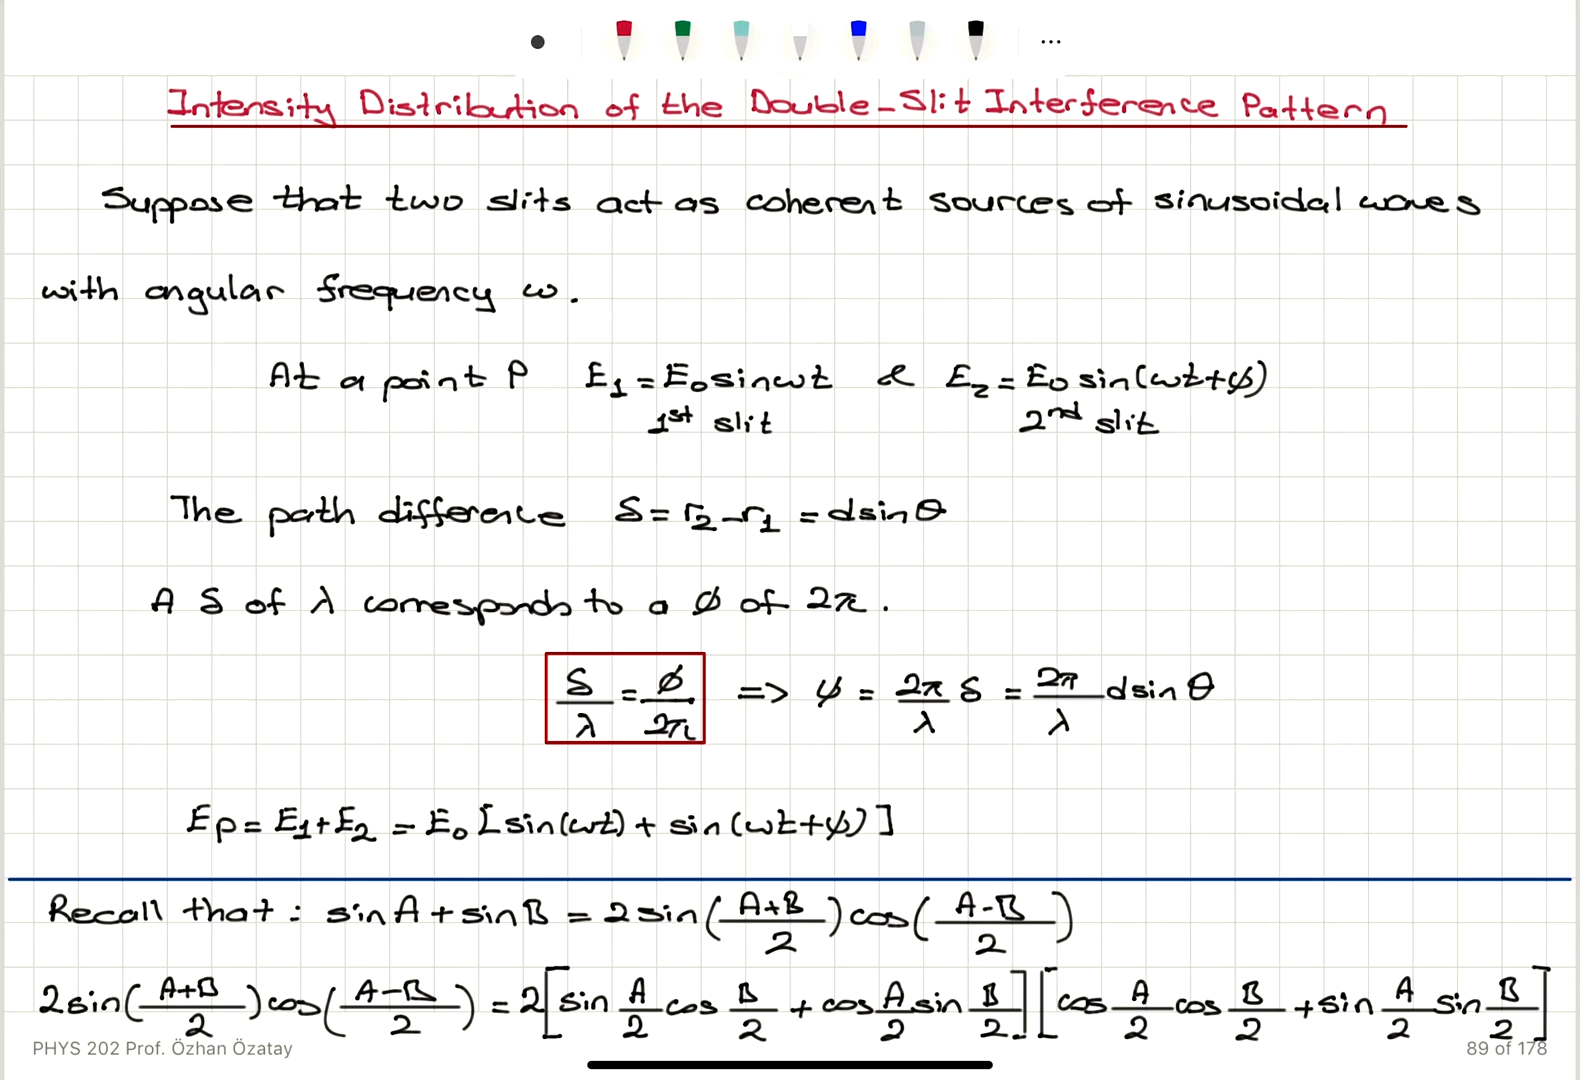 Intensity Distribution of the Double-Slit Interference Pattern
Suppose that two slits act as coherent sources of sinusoidal waves
with angular frequency ω.
At a point P E₁ = E₀ sinωt & E₂ = E₀ sin(ωt+ϕ)
1st slit 2nd slit
The path difference δ = r₂ - r₁ = dsinθ
A δ of λ corresponds to a ϕ of 2π.
δ/λ = ϕ/2π => ϕ = 2π/λ δ = 2π/λ dsinθ
Ep = E₁+E₂ = E₀ [sin(ωt) + sin(ωt+ϕ)]
Recall that : sinA + sinB = 2sin(A+B/2)cos(A-B/2)
2sin(A+B/2)cos(A-B/2) = 2[sin A/2 cos B/2 + cos A/2 sin B/2][cos A/2 cos B/2 + sin A/2 sin B/2]
PHYS 202 Prof. Özhan Özatay 89 of 178